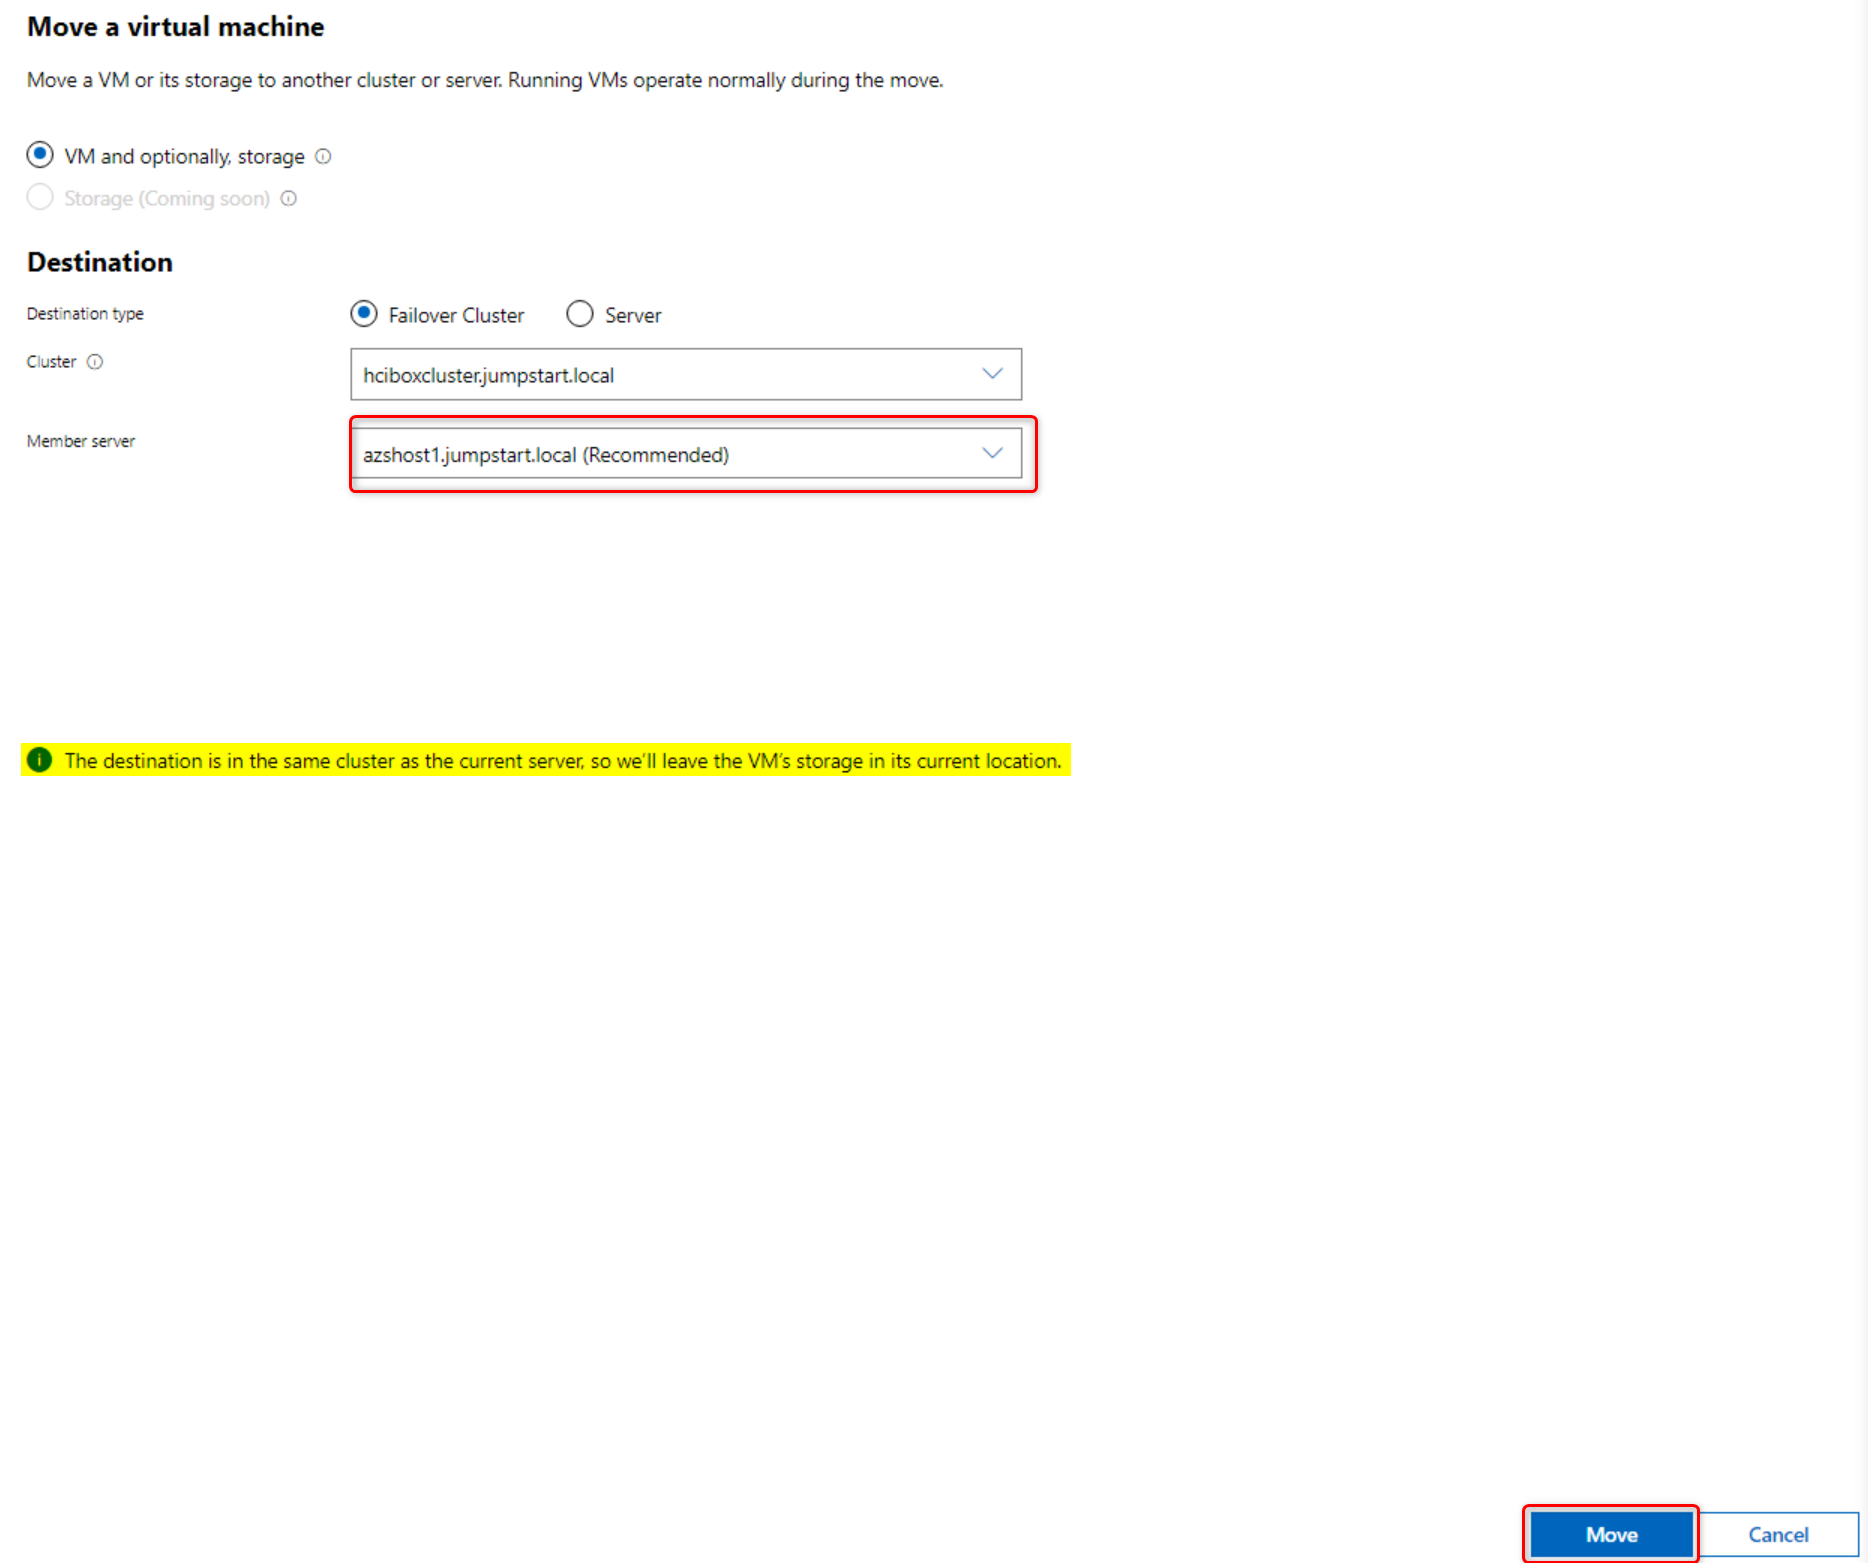 Move a virtual machine
Move a VM or its storage to another cluster or server. Running VMs operate normally during the move.
VM and optionally, storage
Storage (Coming soon)
Destination
Destination type
Failover Cluster
Server
Cluster
hciboxcluster.jumpstart.local
Member server
azshost1.jumpstart.local (Recommended)
The destination is in the same cluster as the current server, so we'll leave the VM's storage in its current location.
Move
Cancel